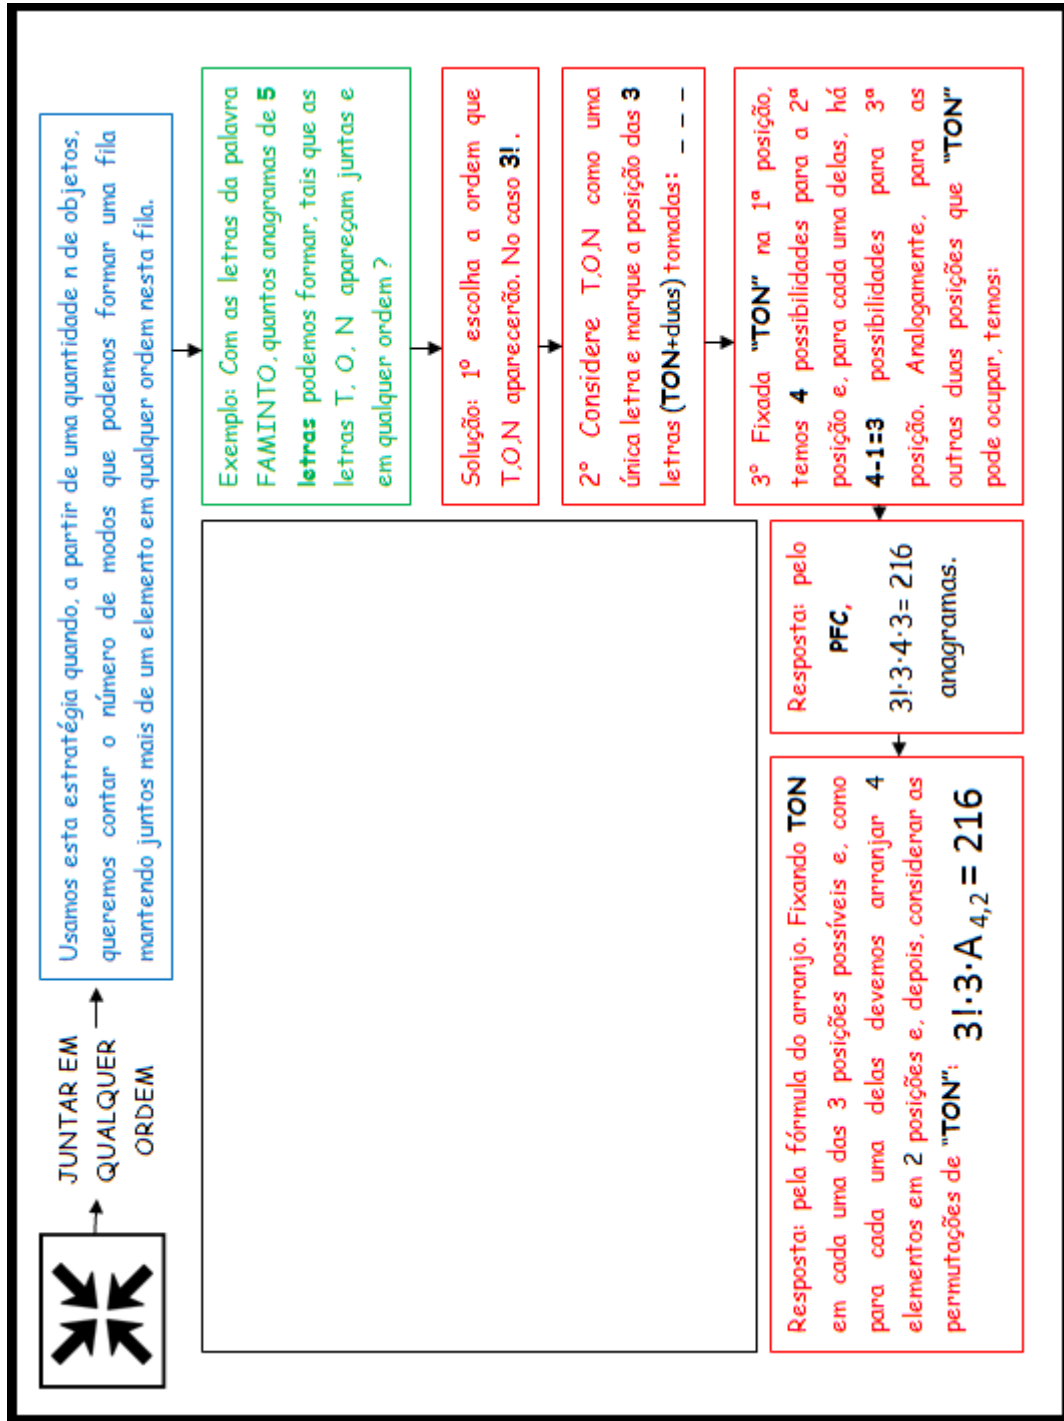 JUNTAR EM
QUALQUER
ORDEM
Usamos esta estratégia quando, a partir de uma quantidade n de objetos,
queremos contar o número de modos que podemos formar uma fila
mantendo juntos mais de um elemento em qualquer ordem nesta fila.
Exemplo: Com as letras da palavra
FAMINTO, quantos anagramas de 5
letras podemos formar, tais que as
letras T, O, N apareçam juntas e
em qualquer ordem ?
Solução: 1º escolha a ordem que
T,O,N aparecerão. No caso 3! .
2º Considere T,O,N como uma
única letra e marque a posição das 3
letras (TON+duas) tomadas: _ _ _
3º Fixada "TON" na 1ª posição,
temos 4 possibilidades para a 2ª
posição e, para cada uma delas, há
4-1=3 possibilidades para 3ª
posição. Analogamente, para as
outras duas posições que "TON"
pode ocupar, temos:
Resposta: pelo
PFC,
3!·3·4·3= 216
anagramas.
Resposta: pela fórmula do arranjo. Fixando TON
em cada uma das 3 posições possíveis e, como
para cada uma delas devemos arranjar 4
elementos em 2 posições e, depois, considerar as
permutações de "TON": 3!·3·A4,2 = 216